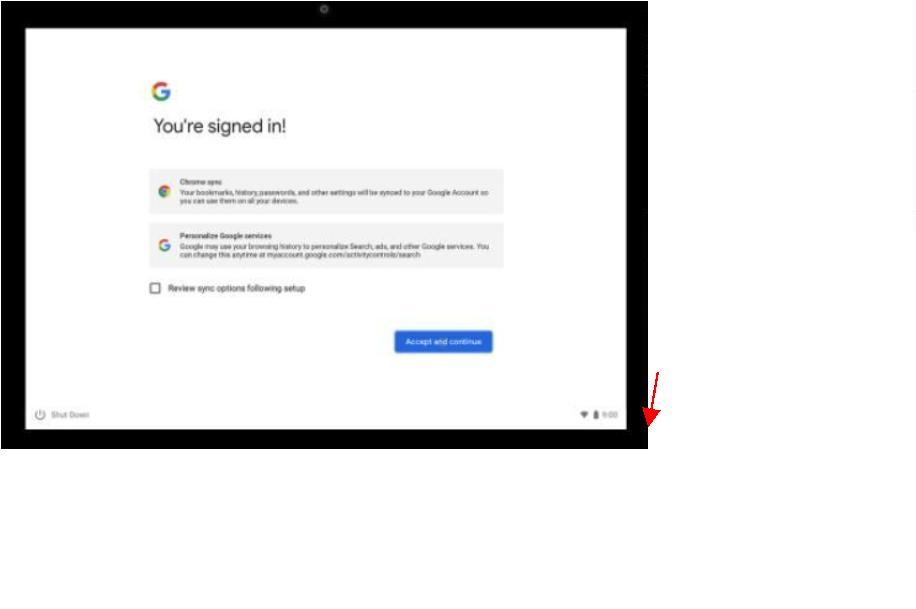 You're signed in!
Chrome sync
Your bookmarks, history, passwords, and other settings will be synced to your Google Account so
you can use them on all your devices.
Personalize Google services
Google may use your browsing history to personalize Search, ads, and other Google services. You
can change this anytime at myaccount.google.com/activitycontrols/search
Review sync options following setup
Accept and continue
Shut Down
9:00